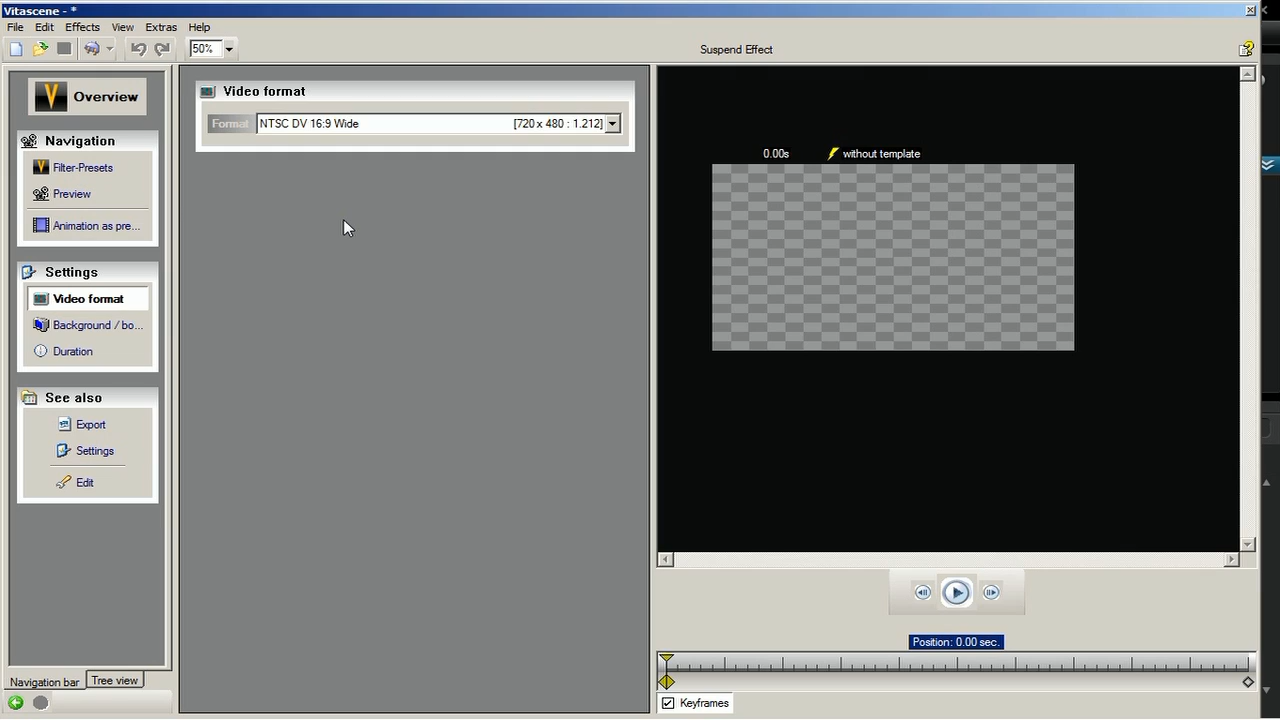 Vitascene - *
File Edit Effects View Extras Help
50%
Suspend Effect
Overview
Navigation
Filter-Presets
Preview
Animation as pre...
Settings
Video format
Background / bo...
Duration
See also
Export
Settings
Edit
Navigation bar
Tree view
Video format
Format NTSC DV 16:9 Wide [720 x 480 : 1.212]
0.00s without template
Position: 0.00 sec.
Keyframes